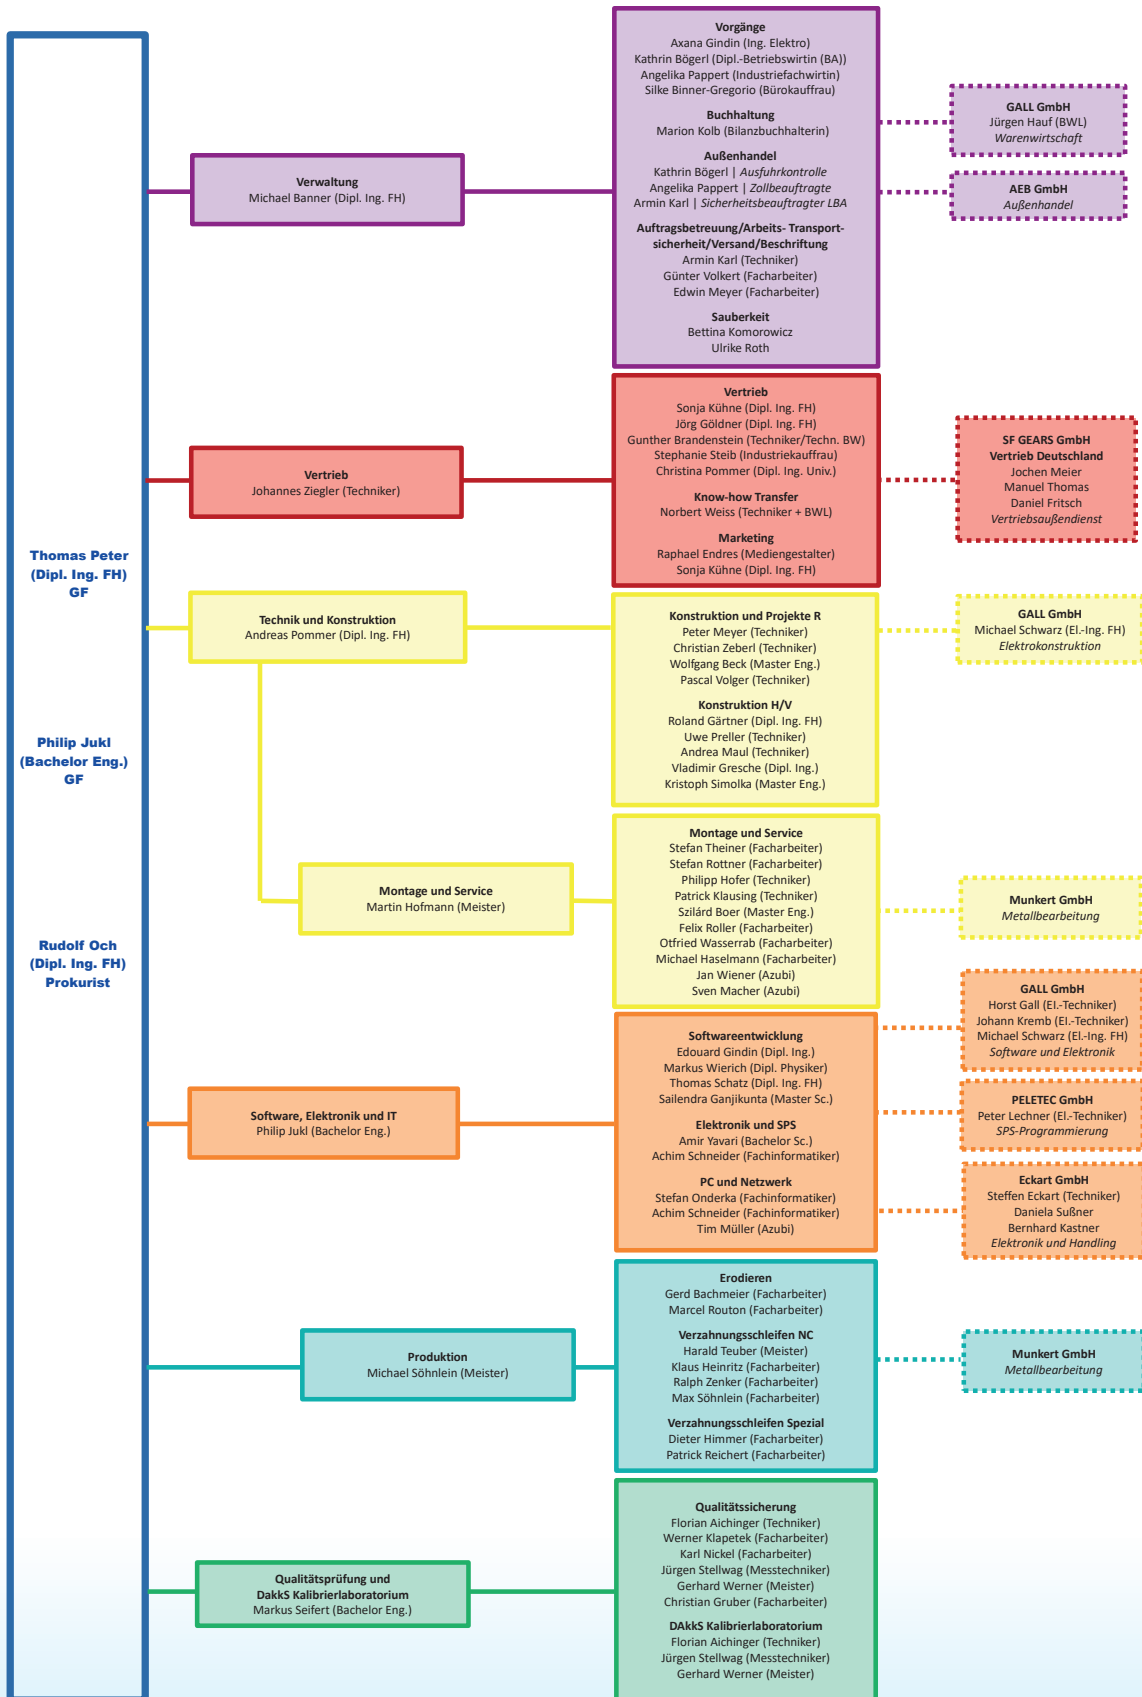 Thomas Peter
(Dipl. Ing. FH)
GF
Philip Jukl
(Bachelor Eng.)
GF
Rudolf Och
(Dipl. Ing. FH)
Prokurist
Verwaltung
Michael Banner (Dipl. Ing. FH)
Vorgänge
Axana Gindin (Ing. Elektro)
Kathrin Bögerl (Dipl.-Betriebswirtin (BA))
Angelika Pappert (Industriefachwirtin)
Silke Binner-Gregorio (Bürokauffrau)
Buchhaltung
Marion Kolb (Bilanzbuchhalterin)
Außenhandel
Kathrin Bögerl | Ausfuhrkontrolle
Angelika Pappert | Zollbeauftragte
Armin Karl | Sicherheitsbeauftragter LBA
Auftragsbetreuung/Arbeits- Transport-
sicherheit/Versand/Beschriftung
Armin Karl (Techniker)
Günter Volkert (Facharbeiter)
Edwin Meyer (Facharbeiter)
Sauberkeit
Bettina Komorowicz
Ulrike Roth
GALL GmbH
Jürgen Hauf (BWL)
Warenwirtschaft
AEB GmbH
Außenhandel
Vertrieb
Johannes Ziegler (Techniker)
Vertrieb
Sonja Kühne (Dipl. Ing. FH)
Jörg Göldner (Dipl. Ing. FH)
Gunther Brandenstein (Techniker/Techn. BW)
Stephanie Steib (Industriekauffrau)
Christina Pommer (Dipl. Ing. Univ.)
Know-how Transfer
Norbert Weiss (Techniker + BWL)
Marketing
Raphael Endres (Mediengestalter)
Sonja Kühne (Dipl. Ing. FH)
SF GEARS GmbH
Vertrieb Deutschland
Jochen Meier
Manuel Thomas
Daniel Fritsch
Vertriebsaußendienst
Technik und Konstruktion
Andreas Pommer (Dipl. Ing. FH)
Konstruktion und Projekte R
Peter Meyer (Techniker)
Christian Zeberl (Techniker)
Wolfgang Beck (Master Eng.)
Pascal Volger (Techniker)
Konstruktion H/V
Roland Gärtner (Dipl. Ing. FH)
Uwe Preller (Techniker)
Andrea Maul (Techniker)
Vladimir Gresche (Dipl. Ing.)
Kristoph Simolka (Master Eng.)
GALL GmbH
Michael Schwarz (El.-Ing. FH)
Elektrokonstruktion
Montage und Service
Martin Hofmann (Meister)
Montage und Service
Stefan Theiner (Facharbeiter)
Stefan Rottner (Facharbeiter)
Philipp Hofer (Techniker)
Patrick Klausing (Techniker)
Szilárd Boer (Master Eng.)
Felix Roller (Facharbeiter)
Otfried Wasserrab (Facharbeiter)
Michael Haselmann (Facharbeiter)
Jan Wiener (Azubi)
Sven Macher (Azubi)
Munkert GmbH
Metallbearbeitung
Software, Elektronik und IT
Philip Jukl (Bachelor Eng.)
Softwareentwicklung
Edouard Gindin (Dipl. Ing.)
Markus Wierich (Dipl. Physiker)
Thomas Schatz (Dipl. Ing. FH)
Sailendra Ganjikunta (Master Sc.)
Elektronik und SPS
Amir Yavari (Bachelor Sc.)
Achim Schneider (Fachinformatiker)
PC und Netzwerk
Stefan Onderka (Fachinformatiker)
Achim Schneider (Fachinformatiker)
Tim Müller (Azubi)
GALL GmbH
Horst Gall (EI.-Techniker)
Johann Kremb (EI.-Techniker)
Michael Schwarz (El.-Ing. FH)
Software und Elektronik
PELETEC GmbH
Peter Lechner (El.-Techniker)
SPS-Programmierung
Eckart GmbH
Steffen Eckart (Techniker)
Daniela Sußner
Bernhard Kastner
Elektronik und Handling
Produktion
Michael Söhnlein (Meister)
Erodieren
Gerd Bachmeier (Facharbeiter)
Marcel Routon (Facharbeiter)
Verzahnungsschleifen NC
Harald Teuber (Meister)
Klaus Heinritz (Facharbeiter)
Ralph Zenker (Facharbeiter)
Max Söhnlein (Facharbeiter)
Verzahnungsschleifen Spezial
Dieter Himmer (Facharbeiter)
Patrick Reichert (Facharbeiter)
Munkert GmbH
Metallbearbeitung
Qualitätsprüfung und
DakkS Kalibrierlaboratorium
Markus Seifert (Bachelor Eng.)
Qualitätssicherung
Florian Aichinger (Techniker)
Werner Klapetek (Facharbeiter)
Karl Nickel (Facharbeiter)
Jürgen Stellwag (Messtechniker)
Gerhard Werner (Meister)
Christian Gruber (Facharbeiter)
DAkkS Kalibrierlaboratorium
Florian Aichinger (Techniker)
Jürgen Stellwag (Messtechniker)
Gerhard Werner (Meister)